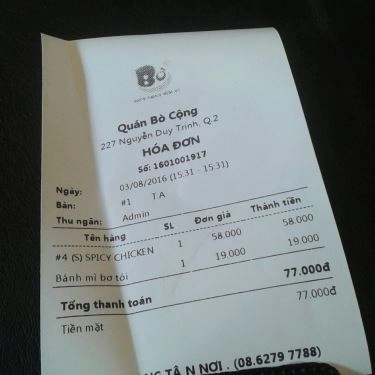 Bò
Quán Bò Cộng
227 Nguyễn Duy Trinh, Q.2
HÓA ĐƠN
Số: 1601001917
Ngày: 03/08/2016 (15:31 - 15:31)
Bàn: #1 T A
Thu ngân: Admin
Tên hàng SL Đơn giá Thành tiền
#4 (S) SPICY CHICKEN 1 58.000 58.000
Bánh mì bơ tỏi 1 19.000 19.000
Tổng thanh toán 77.000đ
Tiền mặt 77.000đ
NG TẬ N NƠI . (08.6279 7788)